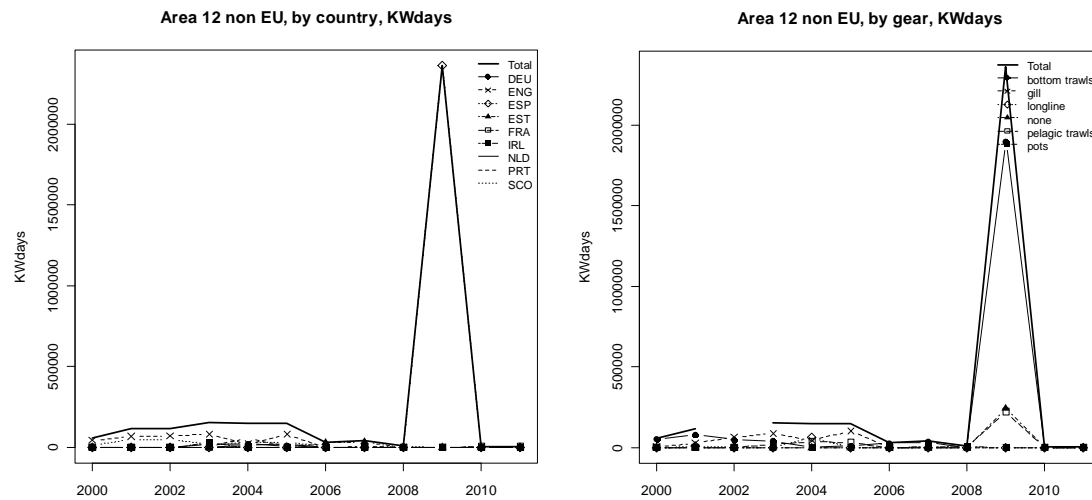 Area 12 non EU, by country, KWdays
KWdays
0
500000
1000000
1500000
2000000
2000
2002
2004
2006
2008
2010
Total
DEU
ENG
ESP
EST
FRA
IRL
NLD
PRT
SCO
Area 12 non EU, by gear, KWdays
KWdays
0
500000
1000000
1500000
2000000
2000
2002
2004
2006
2008
2010
Total
bottom trawls
gill
longline
none
pelagic trawls
pots